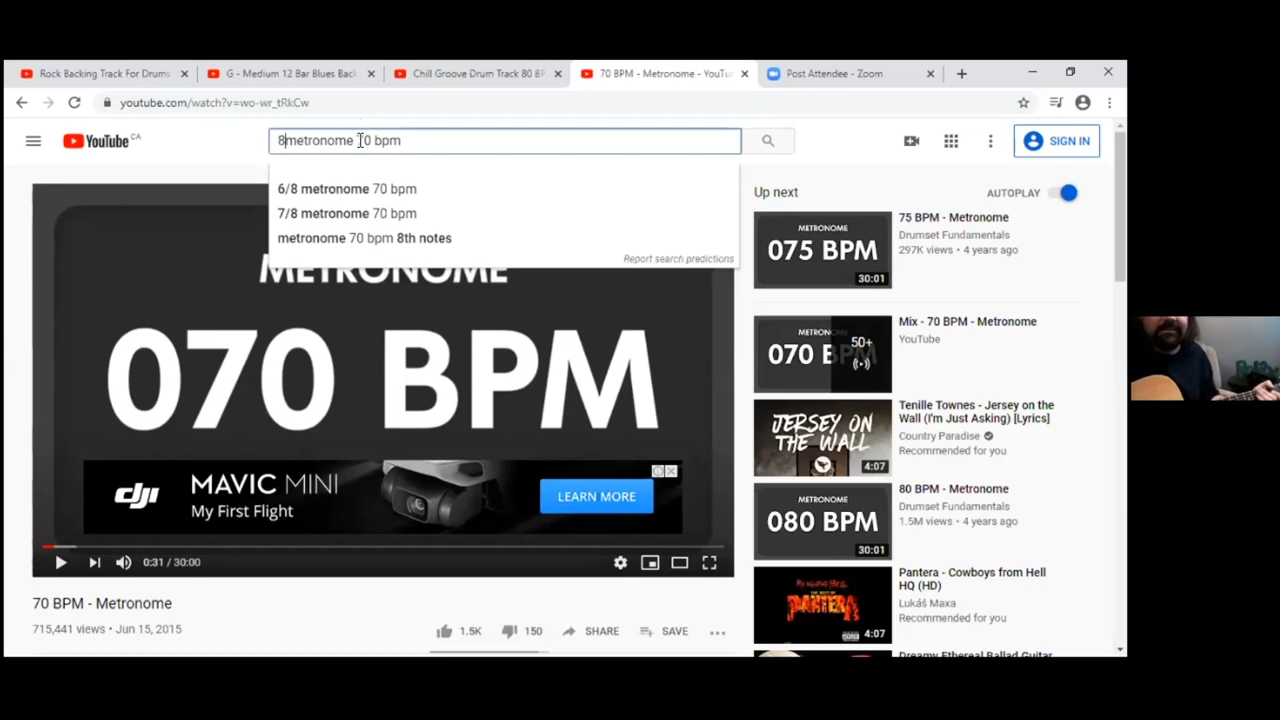 Rock Backing Track For Drums
G - Medium 12 Bar Blues Back
Chill Groove Drum Track 80 BP
70 BPM - Metronome - YouTu
Post Attendee - Zoom
youtube.com/watch?v=wo-wr_tRkCw
YouTube CA
8metronome 70 bpm
SIGN IN
6/8 metronome 70 bpm
7/8 metronome 70 bpm
metronome 70 bpm 8th notes
Report search predictions
METRONOME
070 BPM
MAVIC MINI
dji
My First Flight
LEARN MORE
0:31 / 30:00
70 BPM - Metronome
715,441 views • Jun 15, 2015
1.5K
150
SHARE
SAVE
Up next
AUTOPLAY
METRONOME
075 BPM
30:01
75 BPM - Metronome
Drumset Fundamentals
297K views • 4 years ago
070
50+
Mix - 70 BPM - Metronome
YouTube
JERSEY ON
THE WALL
4:07
Tenille Townes - Jersey on the
Wall (I'm Just Asking) [Lyrics]
Country Paradise
Recommended for you
METRONOME
080 BPM
30:01
80 BPM - Metronome
Drumset Fundamentals
1.5M views • 4 years ago
PANTERA
4:07
Pantera - Cowboys from Hell
HQ (HD)
Lukáš Maxa
Recommended for you
Dreamy Ethereal Ballad Guitar